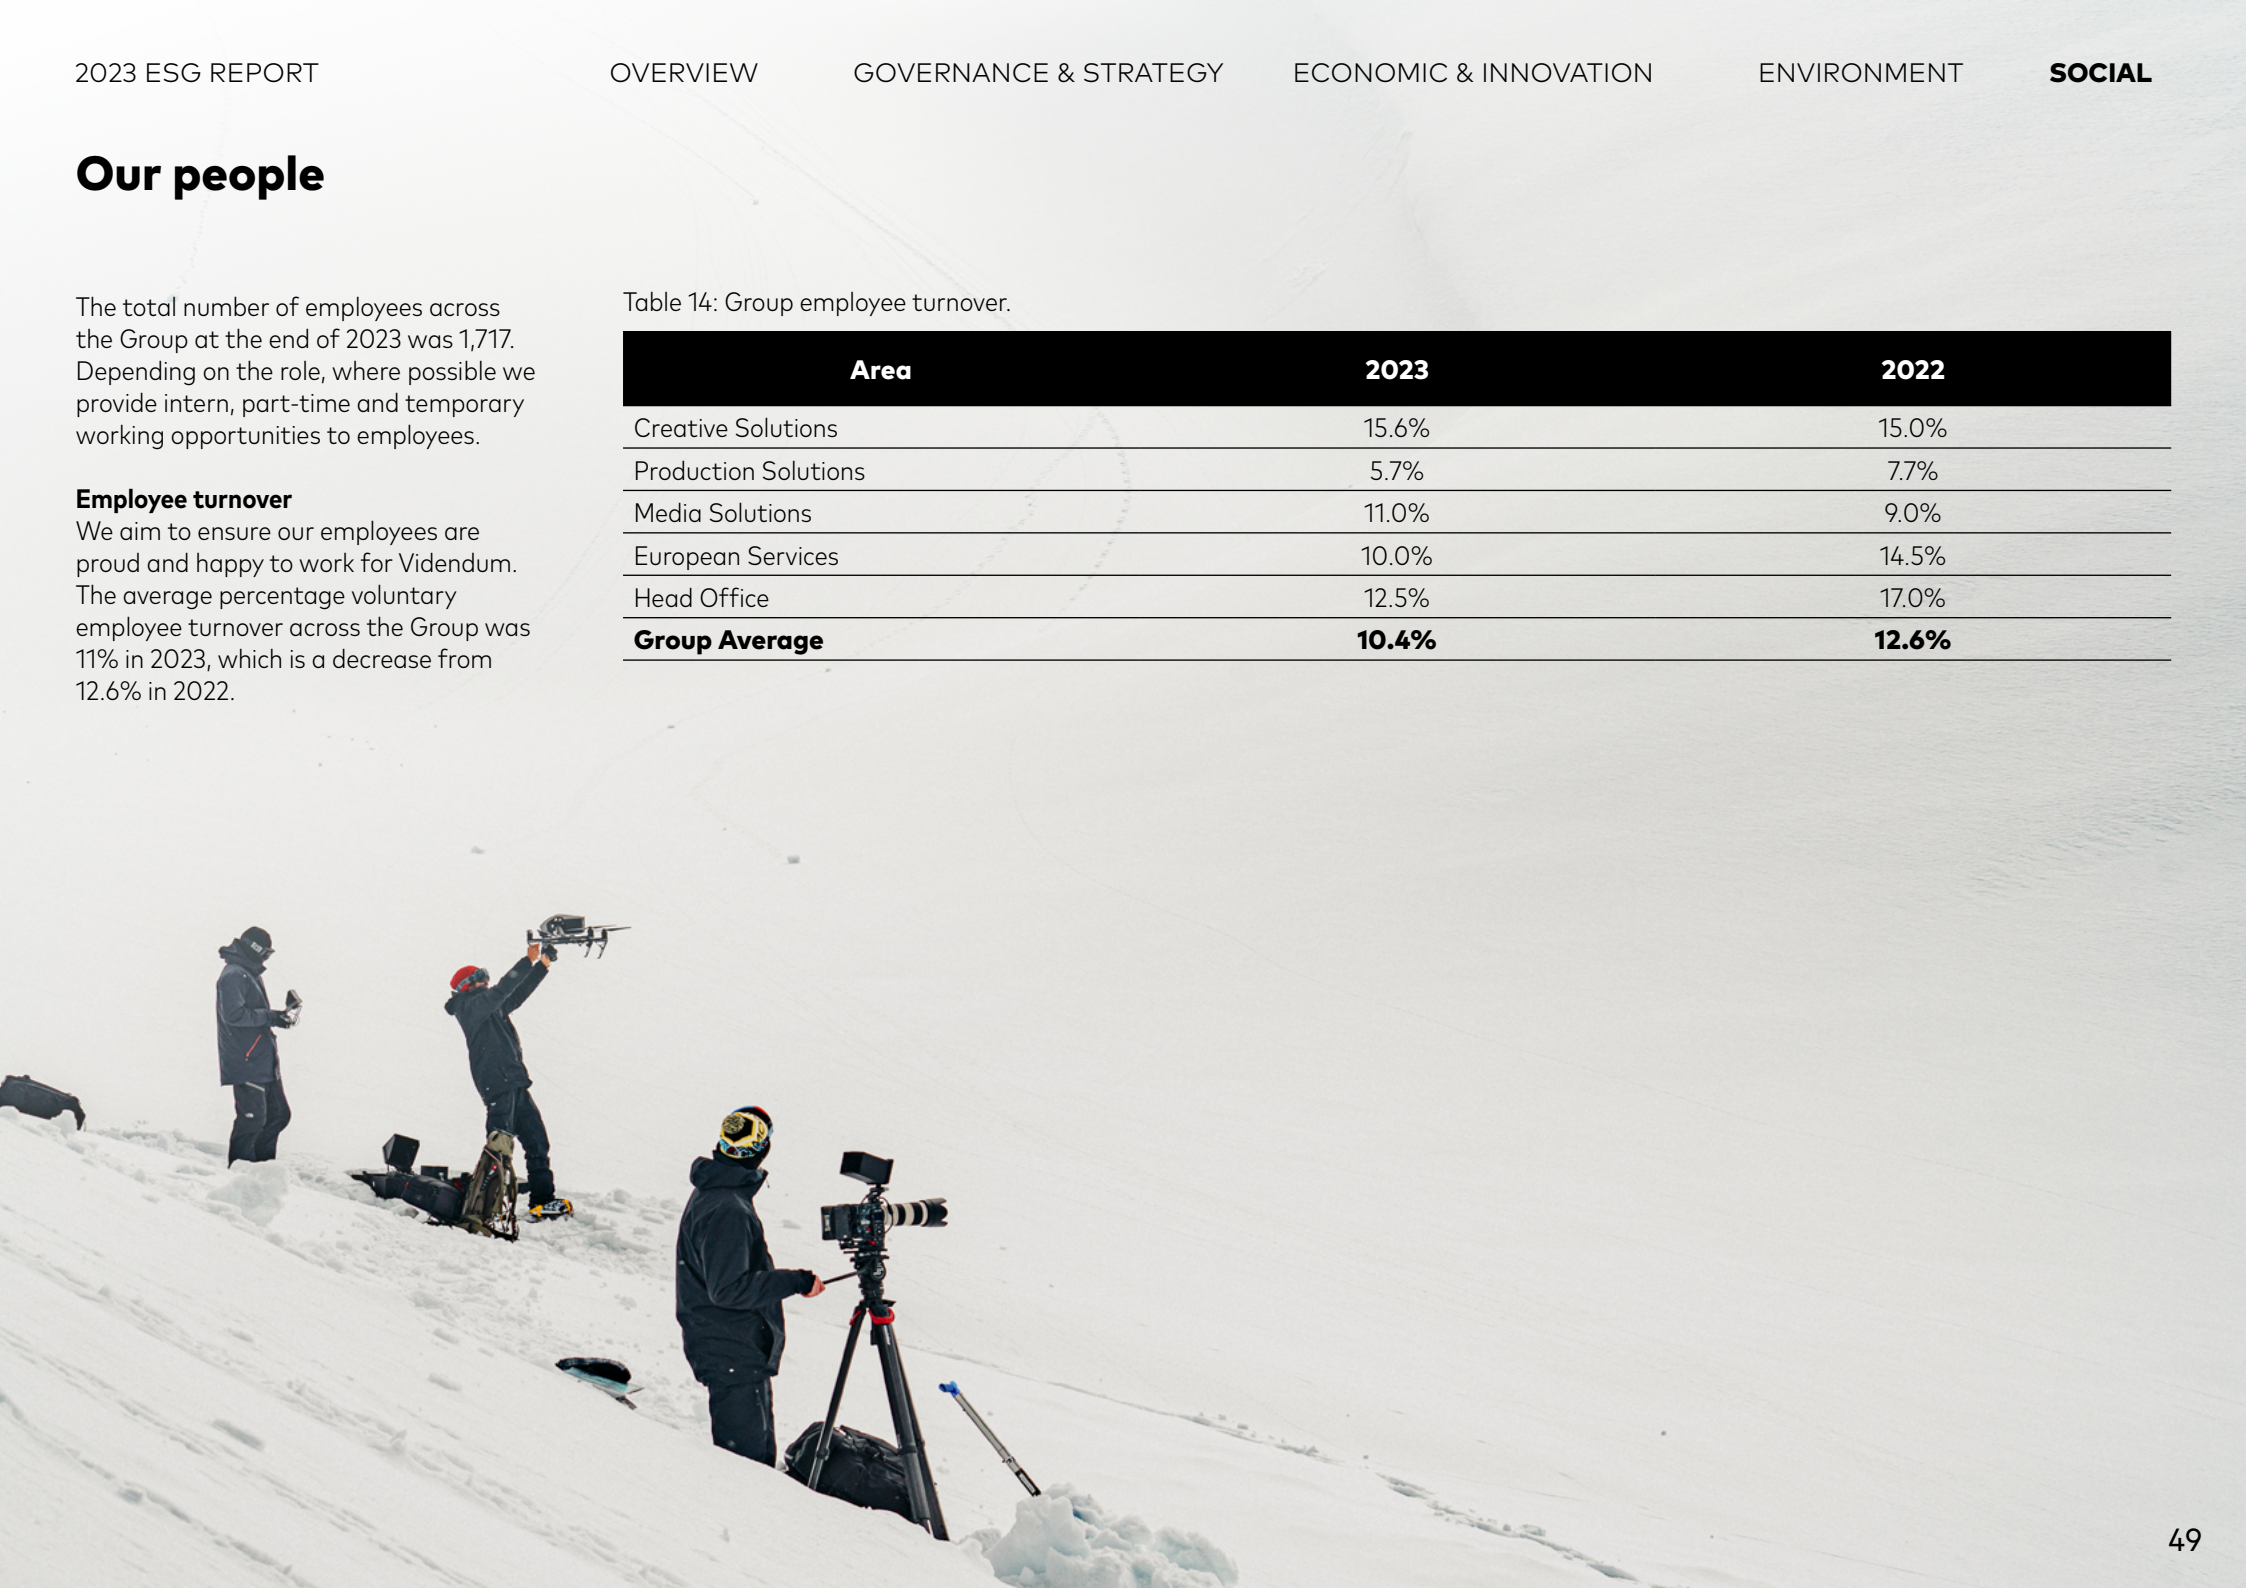 2023 ESG REPORT OVERVIEW GOVERNANCE & STRATEGY ECONOMIC & INNOVATION ENVIRONMENT SOCIAL
Our people
The total number of employees across
the Group at the end of 2023 was 1,717.
Depending on the role, where possible we
provide intern, part-time and temporary
working opportunities to employees.
Employee turnover
We aim to ensure our employees are
proud and happy to work for Videndum.
The average percentage voluntary
employee turnover across the Group was
11% in 2023, which is a decrease from
12.6% in 2022.
Table 14: Group employee turnover.
Area 2023 2022
Creative Solutions 15.6% 15.0%
Production Solutions 5.7% 7.7%
Media Solutions 11.0% 9.0%
European Services 10.0% 14.5%
Head Office 12.5% 17.0%
Group Average 10.4% 12.6%
49